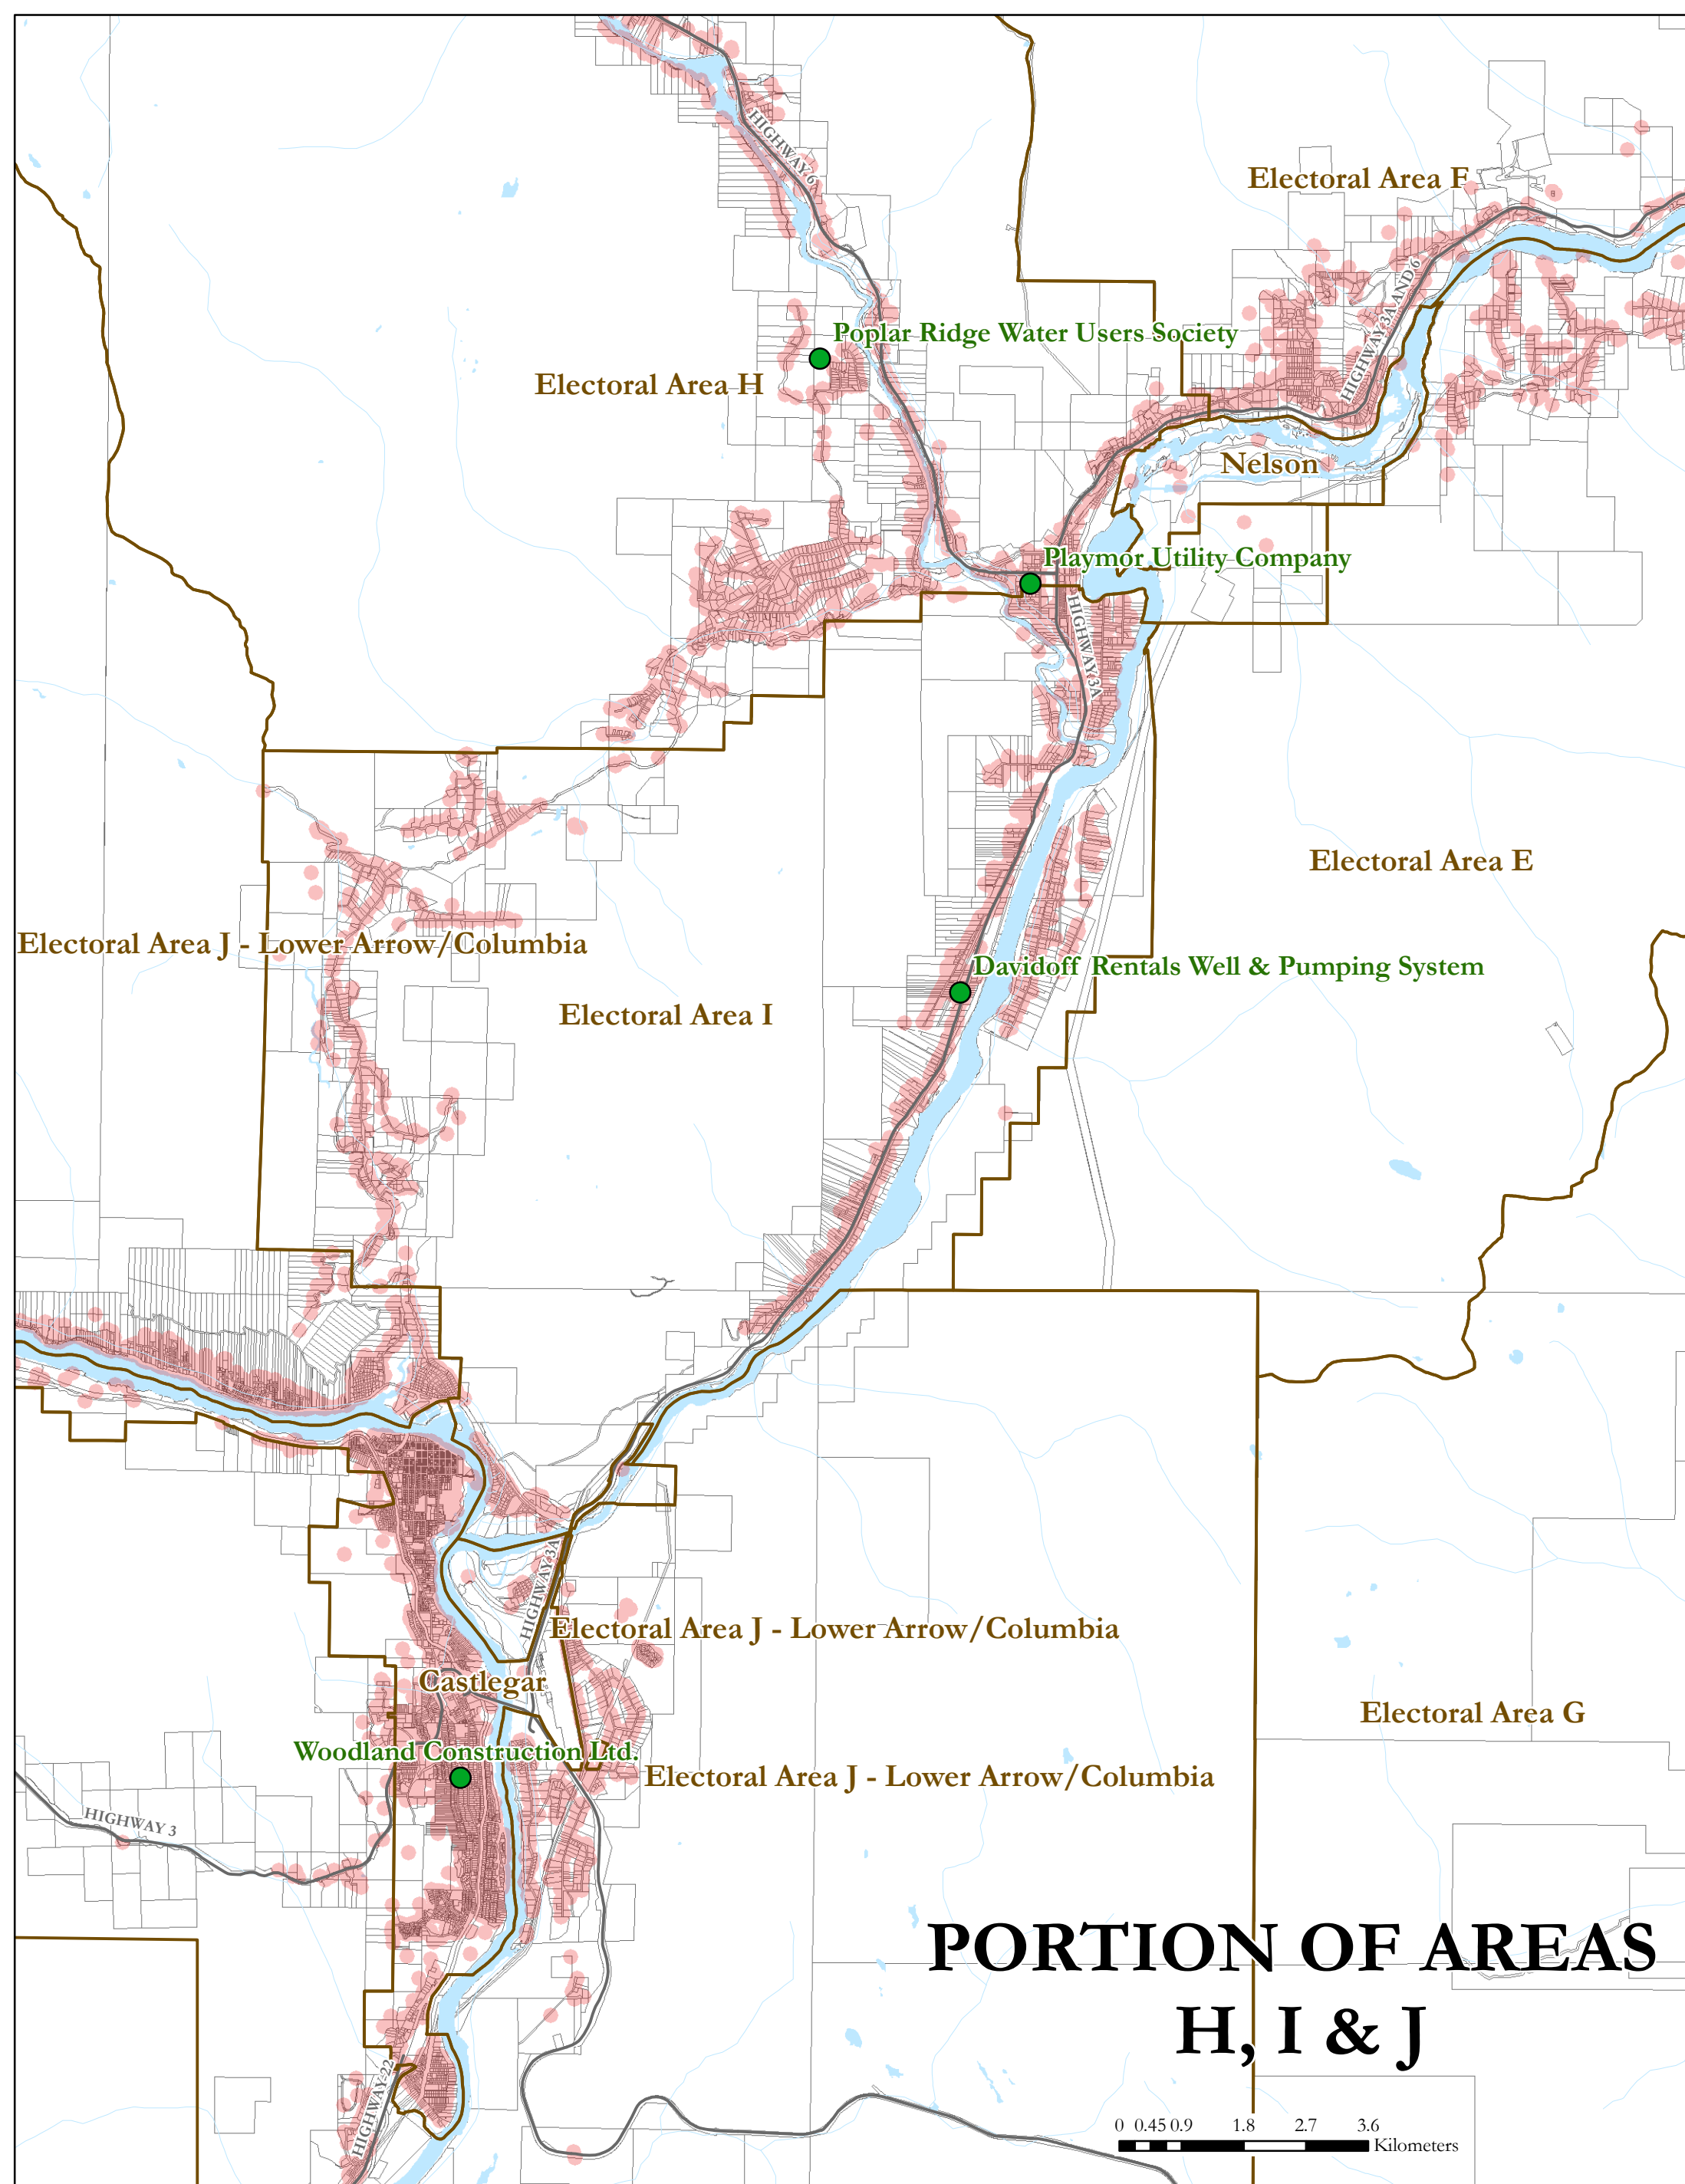 HIGHWAY 6
Electoral Area F
HIGHWAY 3A AND 6
Poplar Ridge Water Users Society
Electoral Area H
Nelson
Playmor Utility Company
HIGHWAY 3A
Electoral Area E
Electoral Area J - Lower Arrow/Columbia
Davidoff Rentals Well & Pumping System
Electoral Area I
HIGHWAY 3A
Electoral Area J - Lower Arrow/Columbia
Castlegar
Electoral Area G
Woodland Construction Ltd.
Electoral Area J - Lower Arrow/Columbia
HIGHWAY 3
PORTION OF AREAS
H, I & J
HIGHWAY 22
0 0.45 0.9 1.8 2.7 3.6
Kilometers